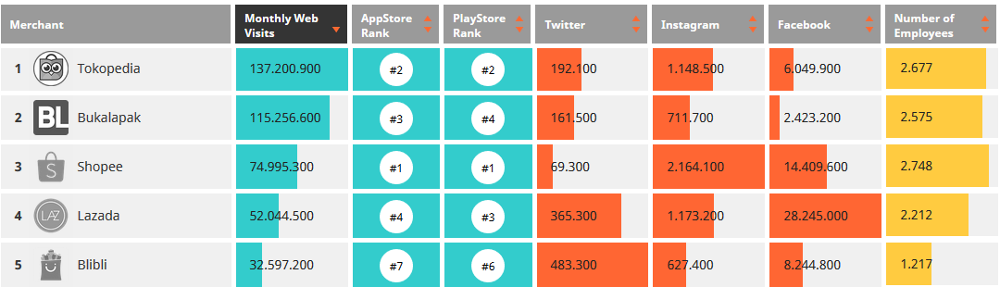 Merchant Monthly Web Visits AppStore Rank PlayStore Rank Twitter Instagram Facebook Number of Employees
1 Tokopedia 137.200.900 #2 #2 192.100 1.148.500 6.049.900 2.677
2 BL Bukalapak 115.256.600 #3 #4 161.500 711.700 2.423.200 2.575
3 S Shopee 74.995.300 #1 #1 69.300 2.164.100 14.409.600 2.748
4 LAZ Lazada 52.044.500 #4 #3 365.300 1.173.200 28.245.000 2.212
5 Blibli 32.597.200 #7 #6 483.300 627.400 8.244.800 1.217